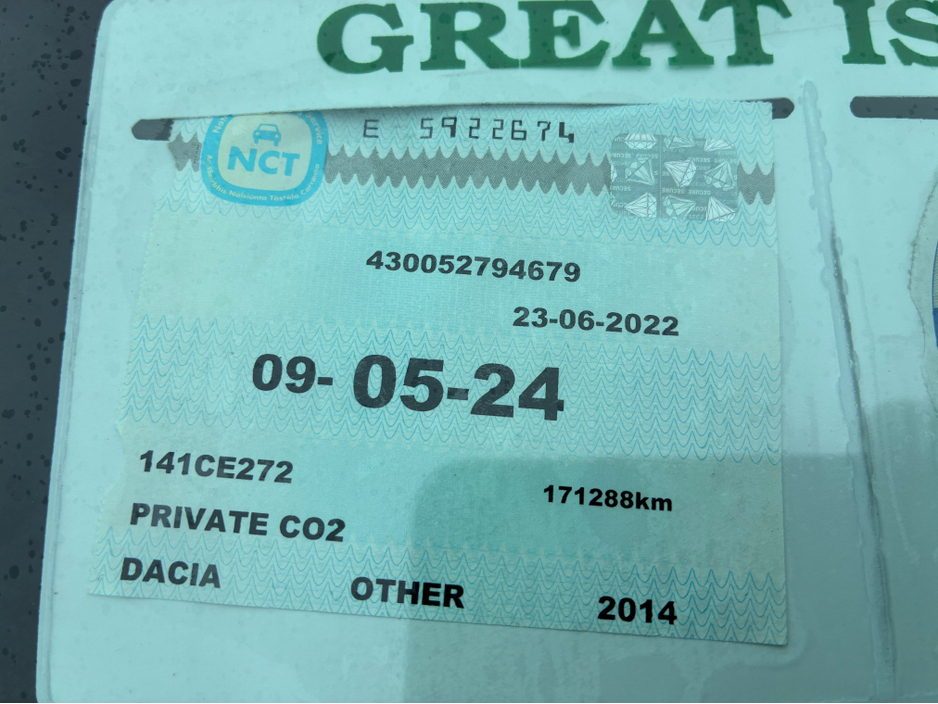 GREAT IS
E 5922674
NCT
430052794679
23-06-2022
09-05-24
141CE272
171288km
PRIVATE CO2
DACIA OTHER 2014